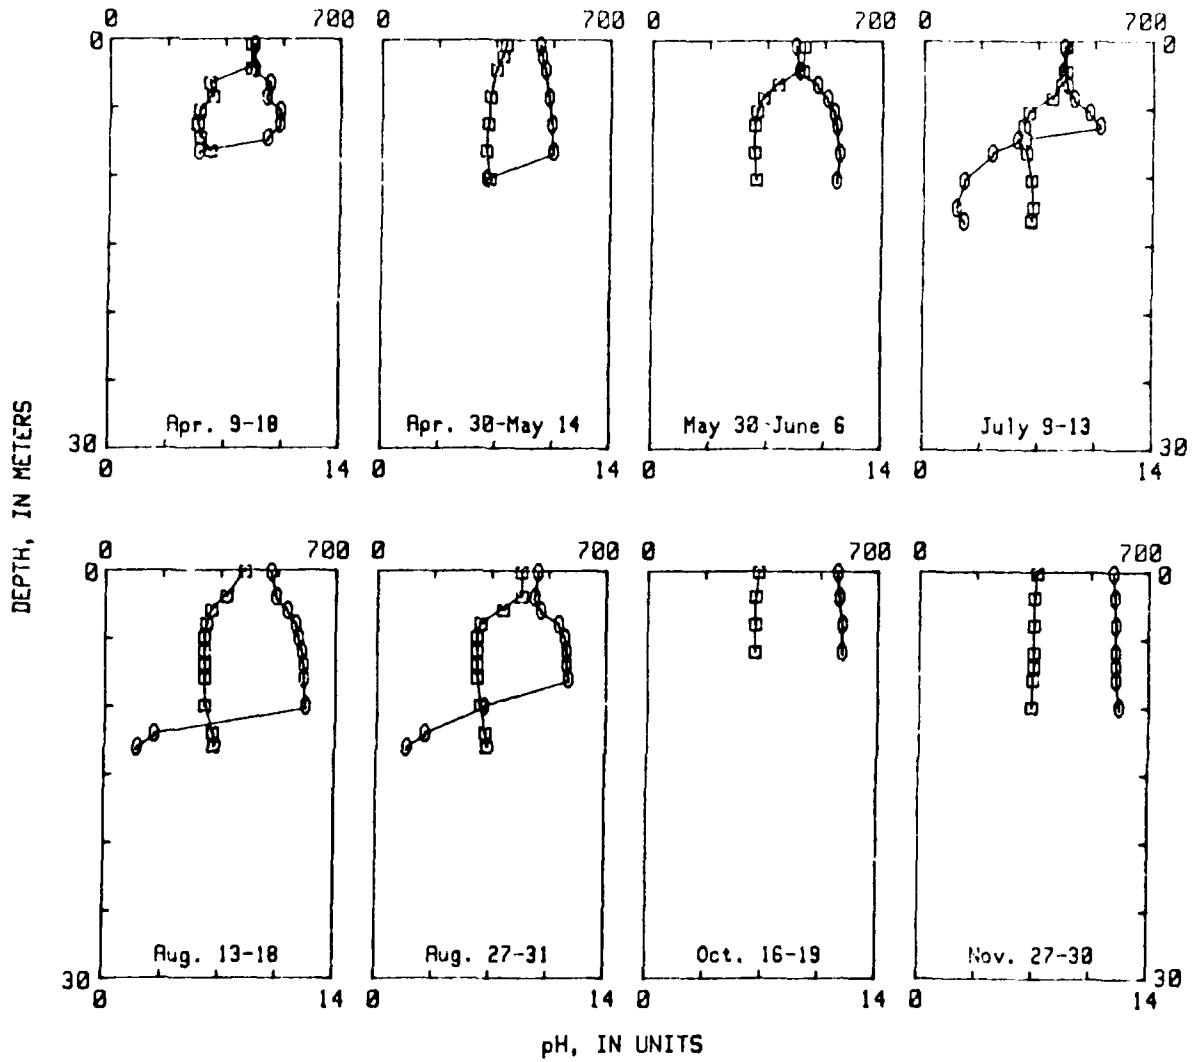 0 700 0 700 0 700 0 700
0 0
Apr. 9-18 Apr. 30-May 14 May 30-June 6 July 9-13
30 30
0 14 0 14 0 14 0 14
DEPTH, IN METERS
0 700 0 700 0 700 0 700
0 0
Aug. 13-18 Aug. 27-31 Oct. 16-19 Nov. 27-30
30 30
0 14 0 14 0 14 0 14
pH, IN UNITS